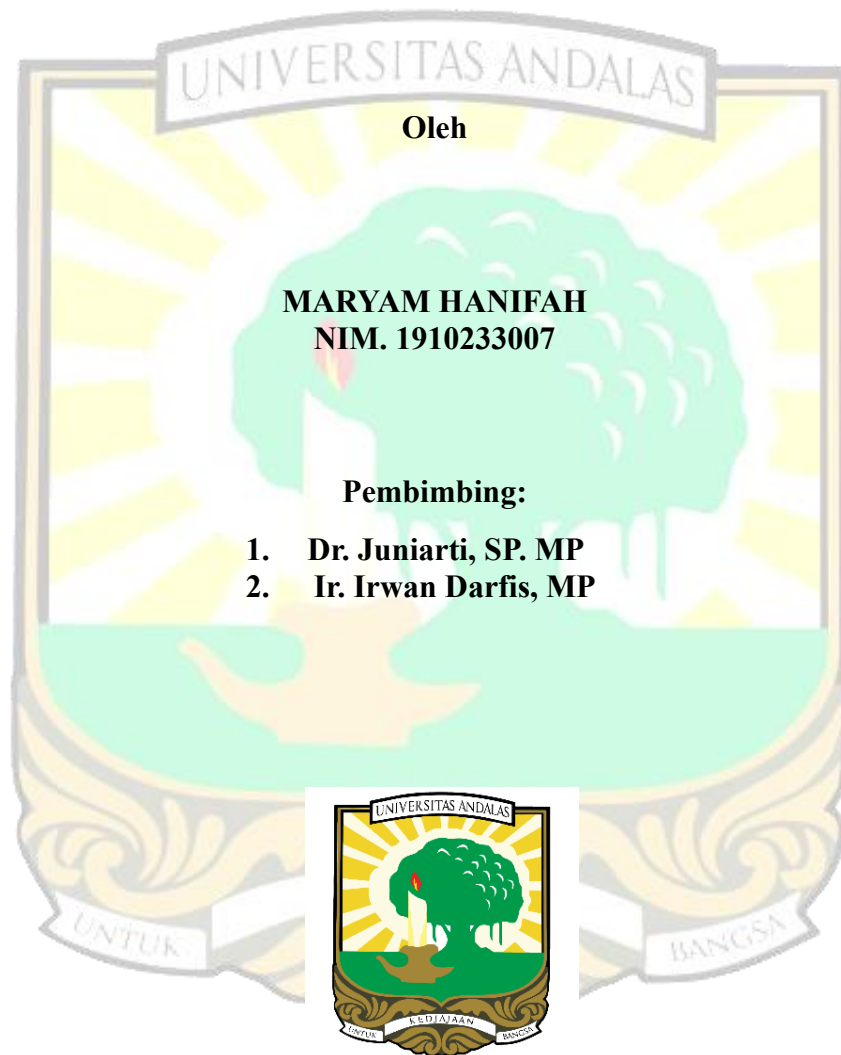 UNIVERSITAS ANDALAS
Oleh
MARYAM HANIFAH
NIM. 1910233007
Pembimbing:
1. Dr. Juniarti, SP. MP
2. Ir. Irwan Darfis, MP
UNIVERSITAS ANDALAS
UNTUK
BANGSA
UNTUK KEDJAJAAN BANGSA